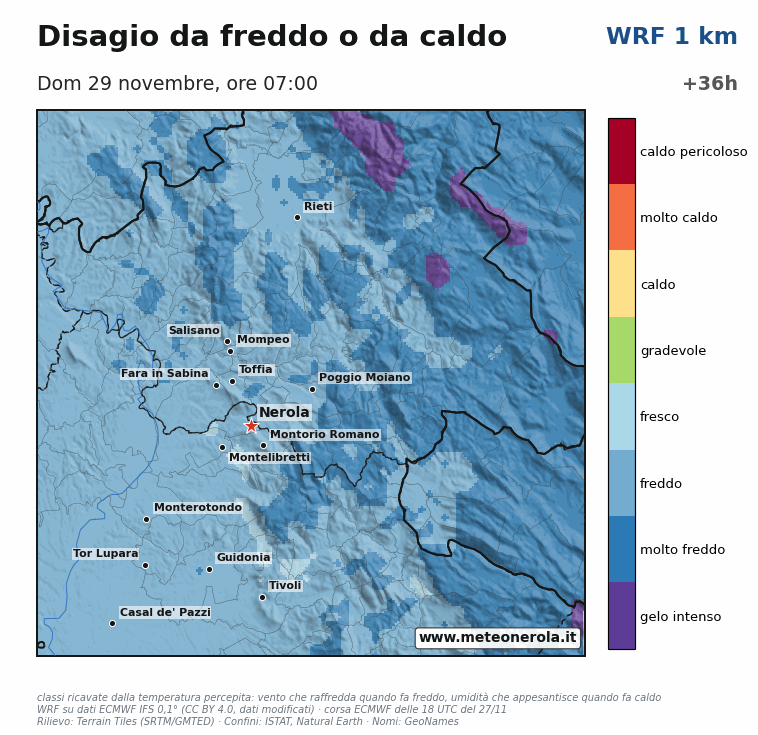 Disagio da freddo o da caldo
WRF 1 km
Dom 29 novembre, ore 07:00
+36h
caldo pericoloso
molto caldo
caldo
gradevole
fresco
freddo
molto freddo
gelo intenso
Rieti
Salisano
Mompeo
Toffia
Fara in Sabina
Poggio Moiano
Nerola
Montorio Romano
Montelibretti
Monterotondo
Tor Lupara
Guidonia
Tivoli
Casal de' Pazzi
www.meteonerola.it
classi ricavate dalla temperatura percepita: vento che raffredda quando fa freddo, umidità che appesantisce quando fa caldo
WRF su dati ECMWF IFS 0,1° (CC BY 4.0, dati modificati) · corsa ECMWF delle 18 UTC del 27/11
Rilievo: Terrain Tiles (SRTM/GMTED) · Confini: ISTAT, Natural Earth · Nomi: GeoNames